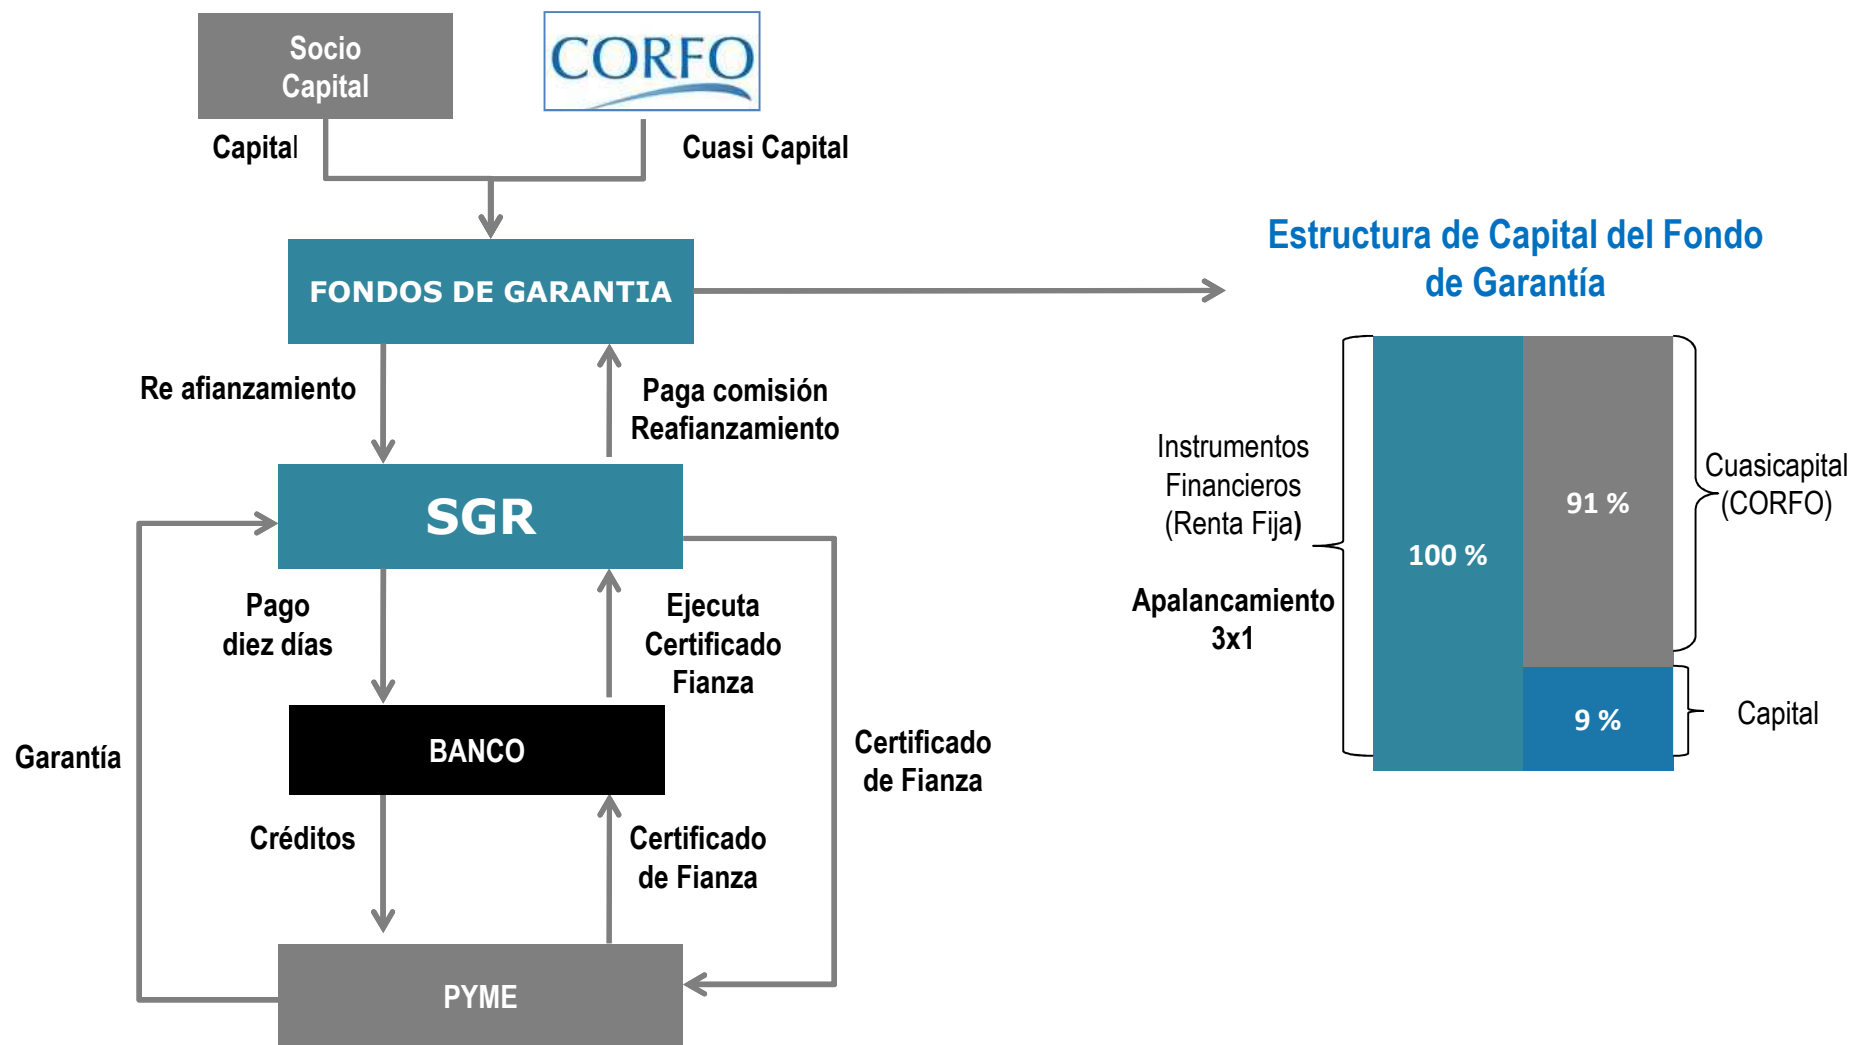 Socio
Capital
CORFO
Capital
Cuasi Capital
FONDOS DE GARANTIA
Re afianzamiento
Paga comisión
Reafianzamiento
SGR
Pago
diez días
Ejecuta
Certificado
Fianza
Garantía
BANCO
Certificado
de Fianza
Créditos
Certificado
de Fianza
PYME
Estructura de Capital del Fondo
de Garantía
Instrumentos
Financieros
(Renta Fija)
Apalancamiento
3x1
100 %
91 %
9 %
Cuasicapital
(CORFO)
Capital